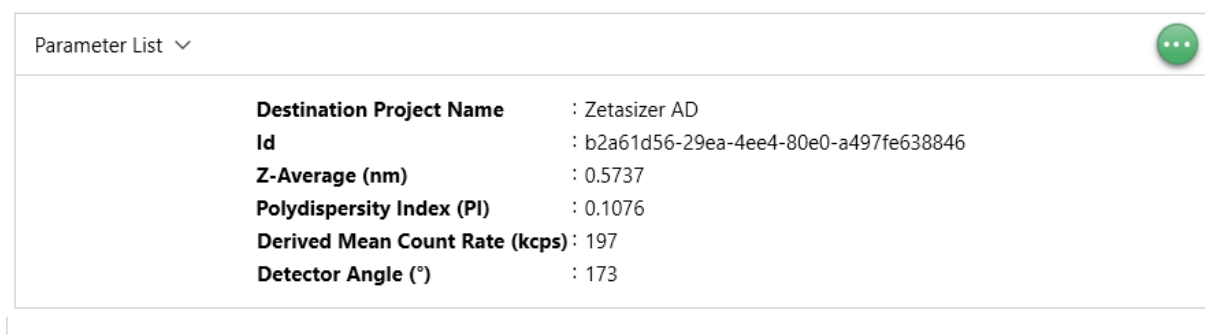 Parameter List
Destination Project Name : Zetasizer AD
Id : b2a61d56-29ea-4ee4-80e0-a497fe638846
Z-Average (nm) : 0.5737
Polydispersity Index (PI) : 0.1076
Derived Mean Count Rate (kcps) : 197
Detector Angle (°) : 173